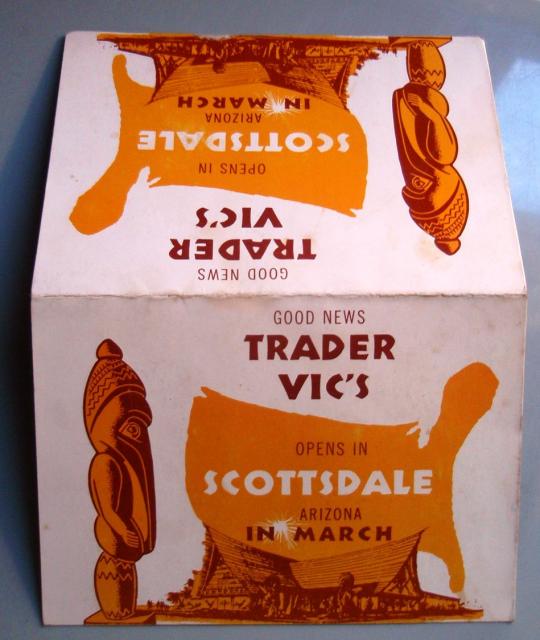 IN MARCH
ARIZONA
SCOTTSDALE
OPENS IN
VIC'S
TRADER
GOOD NEWS
GOOD NEWS
TRADER
VIC'S
OPENS IN
SCOTTSDALE
ARIZONA
IN MARCH